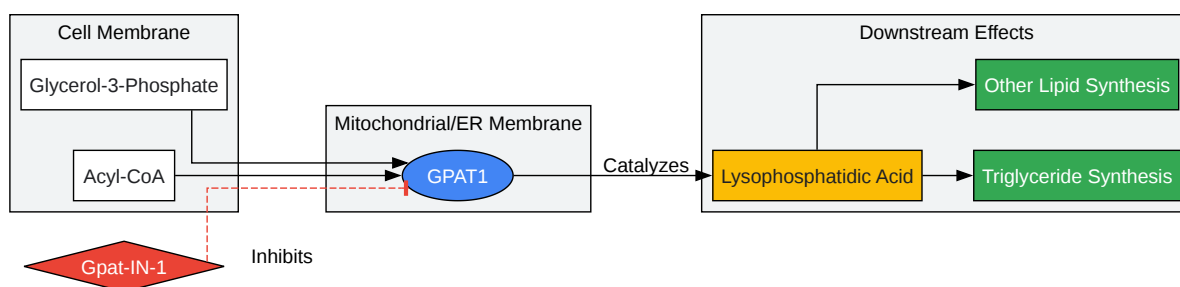 Cell Membrane
Glycerol-3-Phosphate
Acyl-CoA
Gpat-IN-1
Inhibits
Mitochondrial/ER Membrane
GPAT1
Catalyzes
Downstream Effects
Lysophosphatidic Acid
Other Lipid Synthesis
Triglyceride Synthesis